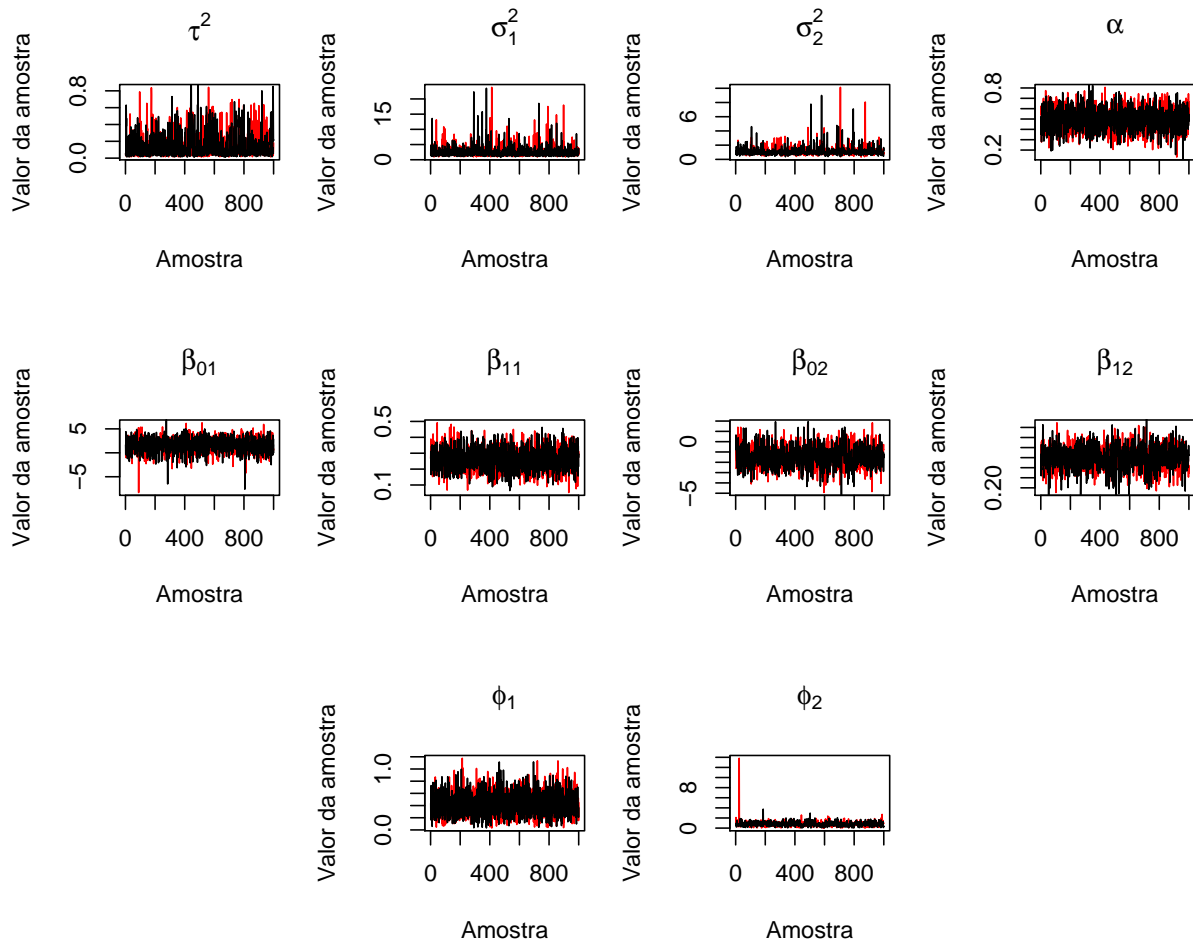 τ²
σ₁²
σ₂²
α
Valor da amostra
0.0 0.8
0 400 800
Amostra
Valor da amostra
0 15
0 400 800
Amostra
Valor da amostra
0 6
0 400 800
Amostra
Valor da amostra
0.2 0.8
0 400 800
Amostra
β₀₁
β₁₁
β₀₂
β₁₂
Valor da amostra
−5 5
0 400 800
Amostra
Valor da amostra
0.1 0.5
0 400 800
Amostra
Valor da amostra
−5 0
0 400 800
Amostra
Valor da amostra
0.20
0 400 800
Amostra
ϕ₁
ϕ₂
Valor da amostra
0.0 1.0
0 400 800
Amostra
Valor da amostra
0 8
0 400 800
Amostra